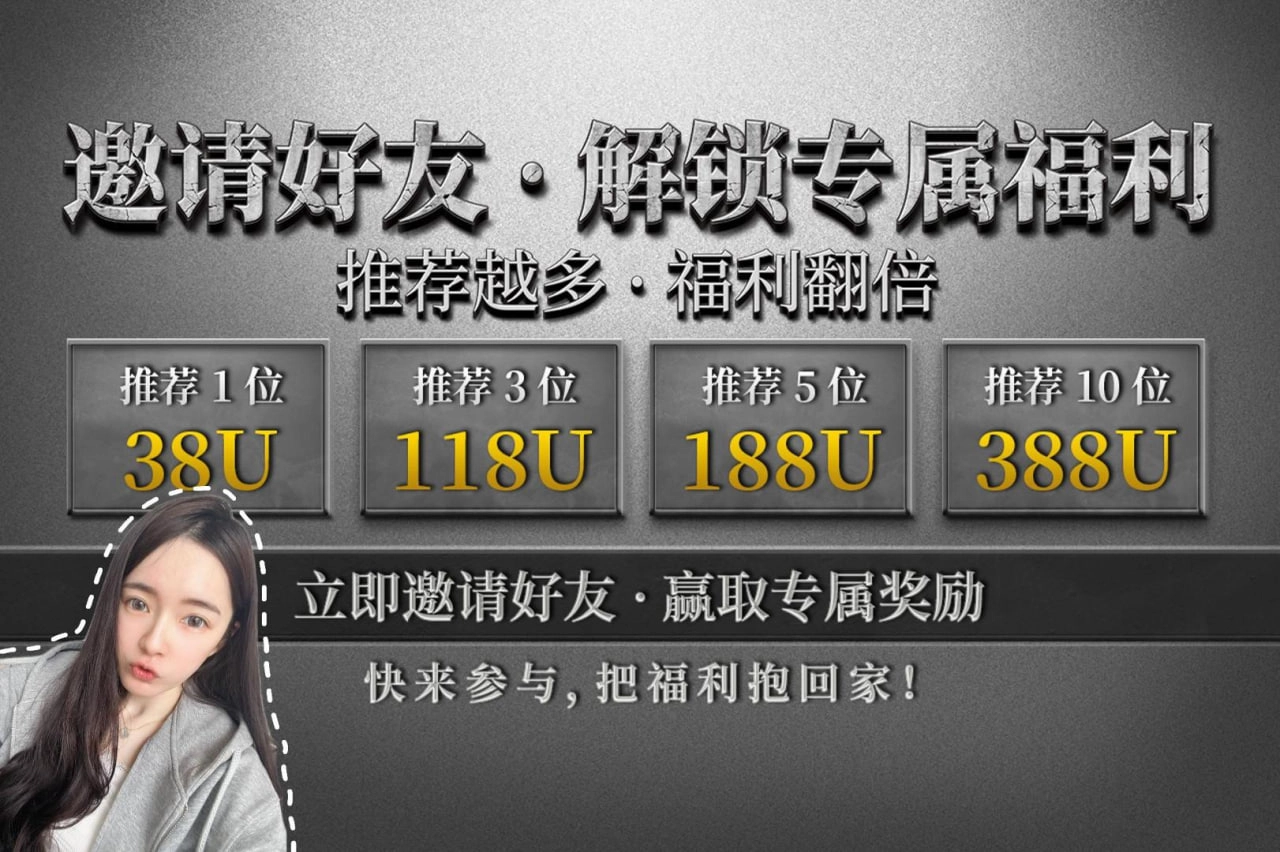 邀请好友·解锁专属福利
推荐越多·福利翻倍
推荐 1 位
38U
推荐 3 位
118U
推荐 5 位
188U
推荐 10 位
388U
立即邀请好友·赢取专属奖励
快来参与,把福利抱回家!